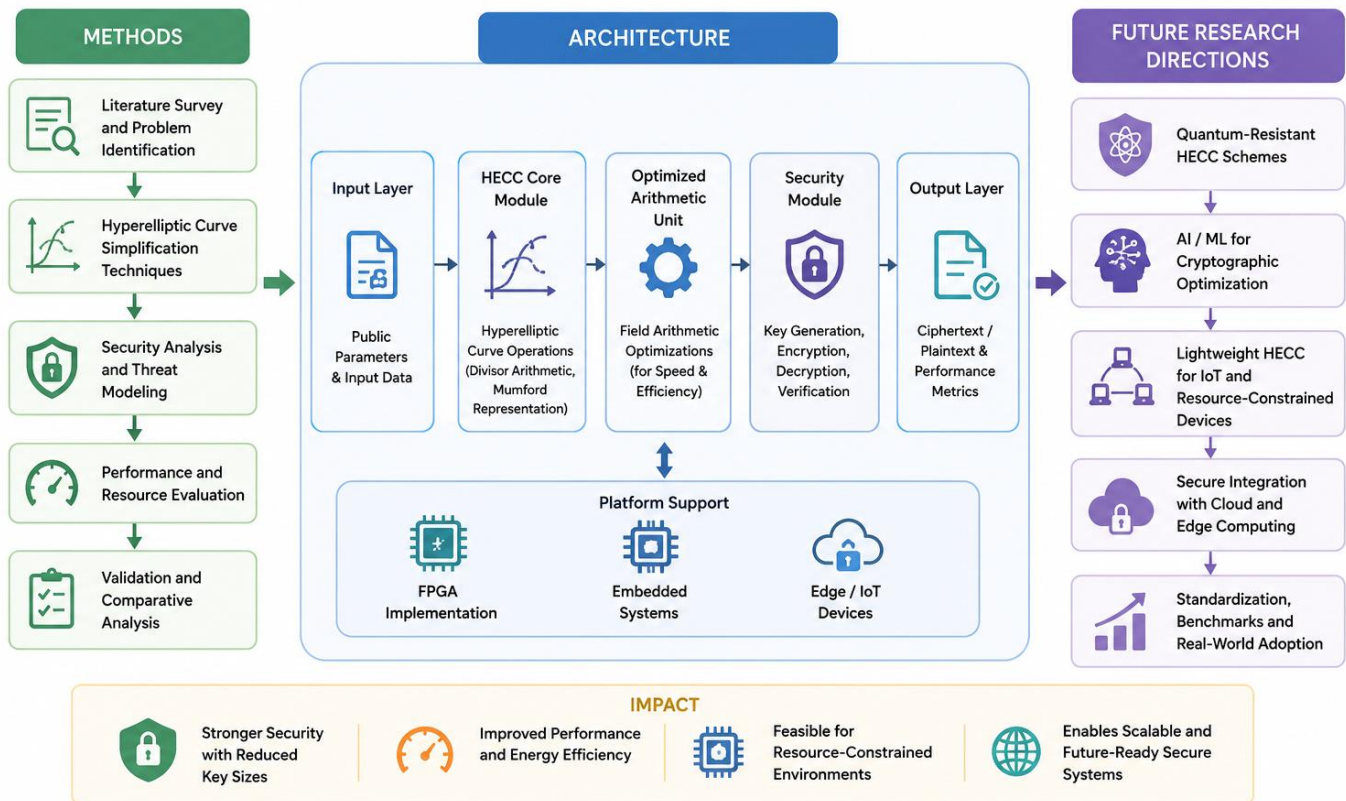 METHODS
Literature Survey
and Problem
Identification
Hyperelliptic Curve
Simplification
Techniques
Security Analysis
and Threat
Modeling
Performance and
Resource Evaluation
Validation and
Comparative
Analysis
ARCHITECTURE
Input Layer
Public
Parameters
& Input Data
HECC Core
Module
Hyperelliptic
Curve Operations
(Divisor Arithmetic,
Mumford
Representation)
Optimized
Arithmetic
Unit
Field Arithmetic
Optimizations
(for Speed &
Efficiency)
Security
Module
Key Generation,
Encryption,
Decryption,
Verification
Output Layer
Ciphertext /
Plaintext &
Performance
Metrics
Platform Support
FPGA
Implementation
Embedded
Systems
Edge / IoT
Devices
FUTURE RESEARCH
DIRECTIONS
Quantum-Resistant
HECC Schemes
AI / ML for
Cryptographic
Optimization
Lightweight HECC
for IoT and
Resource-Constrained
Devices
Secure Integration
with Cloud and
Edge Computing
Standardization,
Benchmarks and
Real-World Adoption
IMPACT
Stronger Security
with Reduced
Key Sizes
Improved Performance
and Energy Efficiency
Feasible for
Resource-Constrained
Environments
Enables Scalable and
Future-Ready Secure
Systems